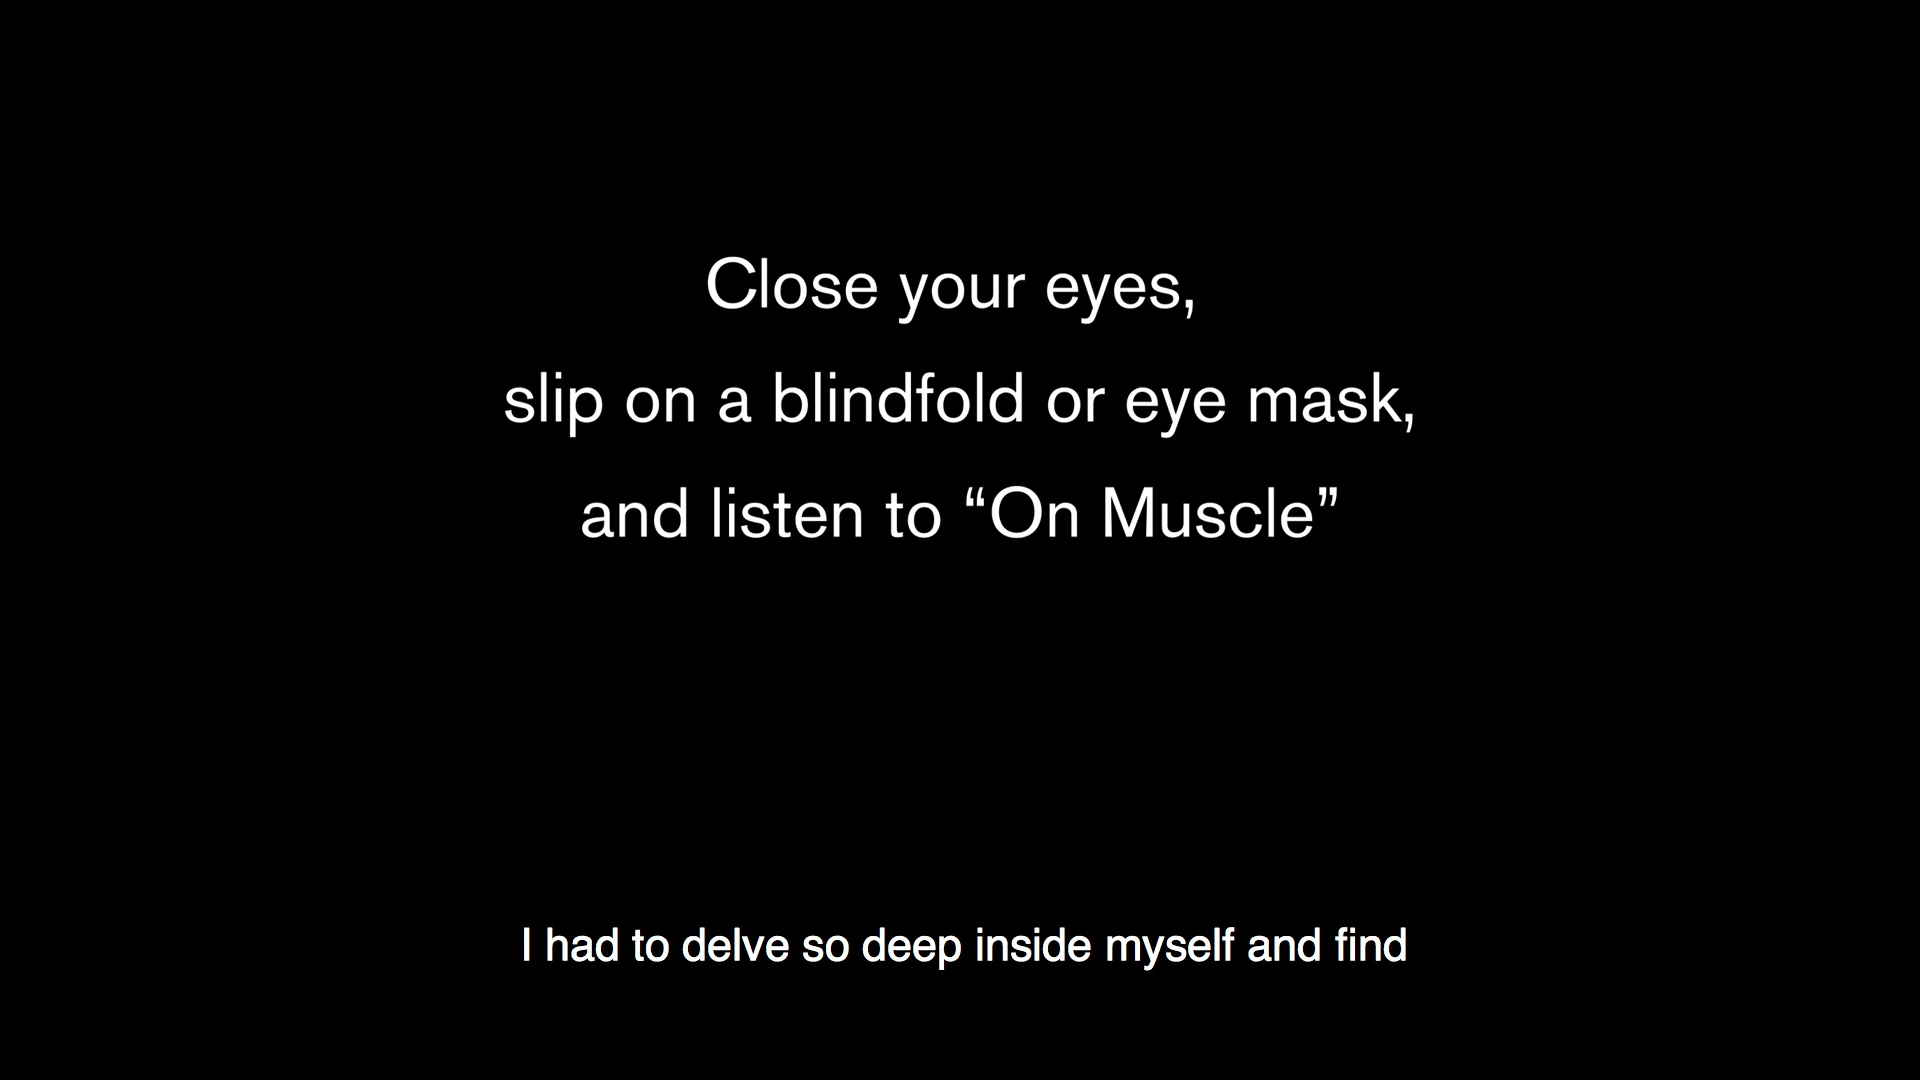 Close your eyes,
slip on a blindfold or eye mask,
and listen to “On Muscle”
I had to delve so deep inside myself and find